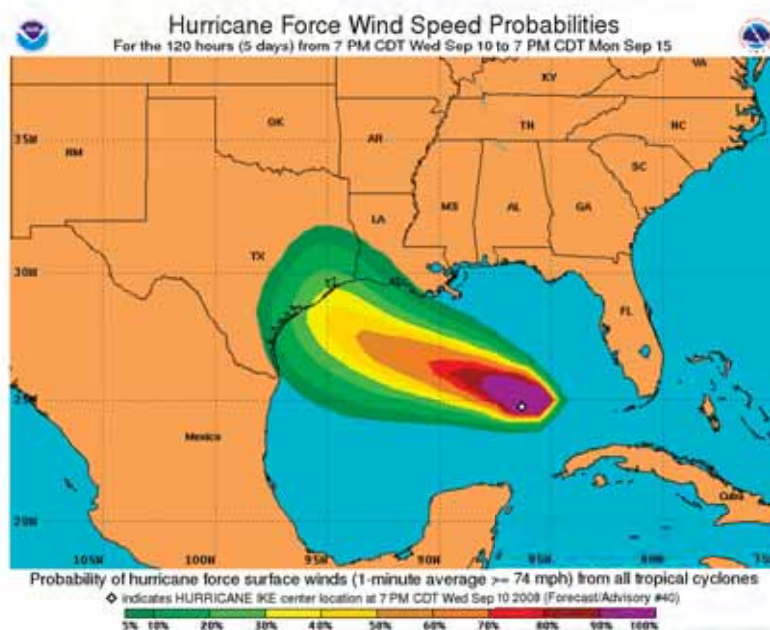 Hurricane Force Wind Speed Probabilities
For the 120 hours (5 days) from 7 PM CDT Wed Sep 10 to 7 PM CDT Mon Sep 15
KY
VA
35N
OK
TN
NC
NM
AR
SC
MS
AL
GA
LA
TX
30N
FL
25N
Mexico
Cuba
20N
105W
100W
95W
90W
85W
80W
Probability of hurricane force surface winds (1-minute average >= 74 mph) from all tropical cyclones
indicates HURRICANE IKE center location at 7 PM CDT Wed Sep 10 2008 (Forecast/Advisory #40)
5% 10% 20% 30% 40% 50% 60% 70% 80% 90% 100%